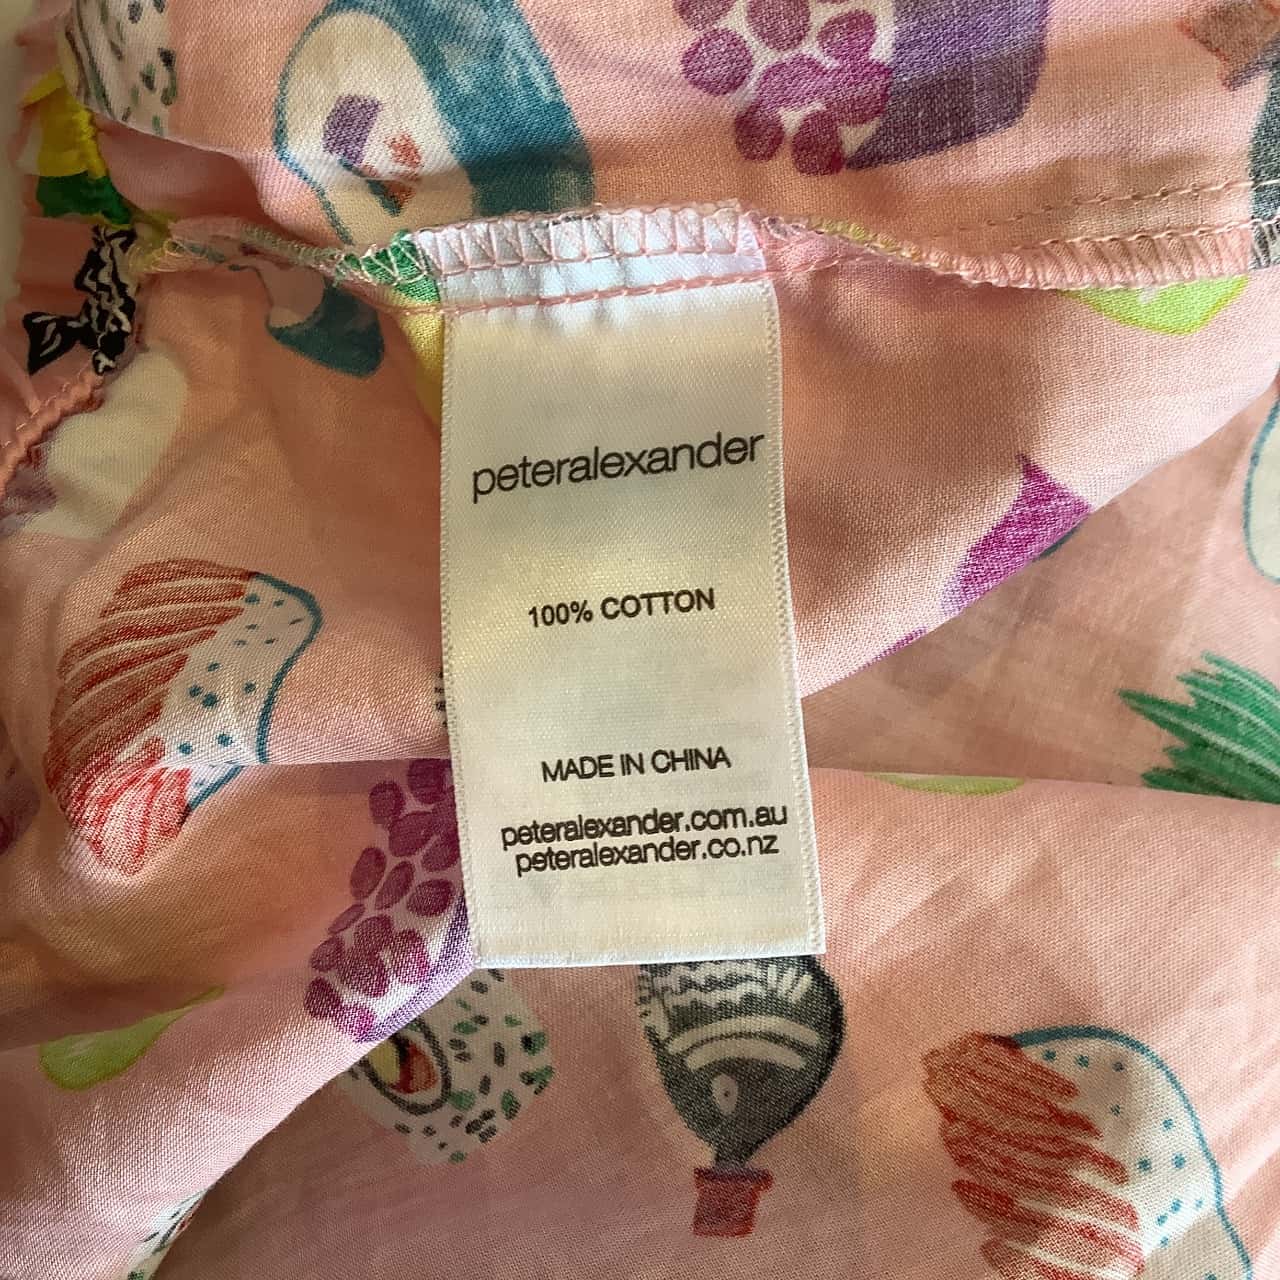 peteralexander
100% COTTON
MADE IN CHINA
peteralexander.com.au
peteralexander.co.nz